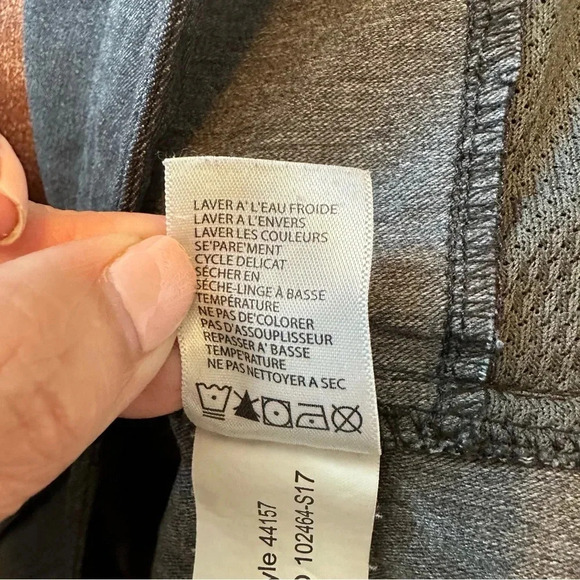 LAVER A' L'EAU FROIDE
LAVER A L'ENVERS
LAVER LES COULEURS
SE'PARE'MENT
CYCLE DELICAT
SÉCHER EN
SÉCHE-LINGE À BASSE
TEMPÉRATURE
NE PAS DE'COLORER
PAS D'ASSOUPLISSEUR
REPASSER A' BASSE
TEMPE'RATURE
NE PAS NETTOYER A SEC
yle 44157
102464-S17